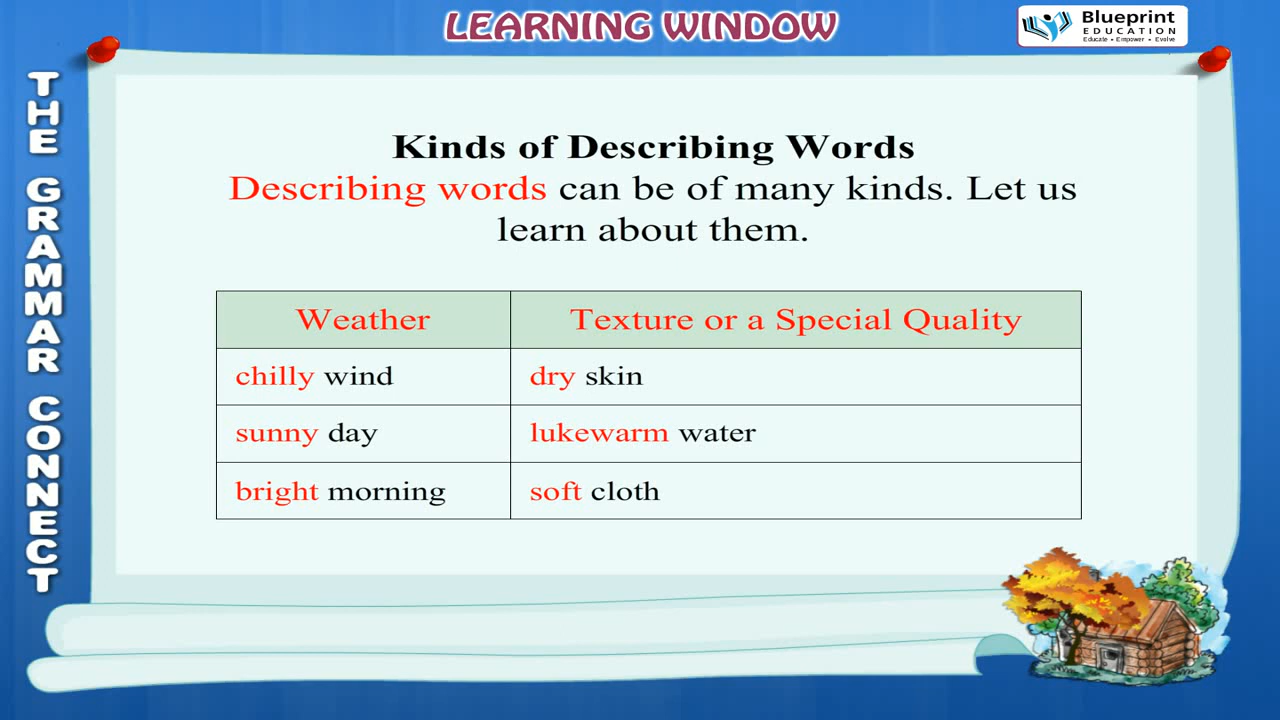 LEARNING WINDOW
Blueprint
EDUCATION
Educate • Empower • Evolve
THE GRAMMAR CONNECT
Kinds of Describing Words
Describing words can be of many kinds. Let us
learn about them.
Weather Texture or a Special Quality
chilly wind dry skin
sunny day lukewarm water
bright morning soft cloth